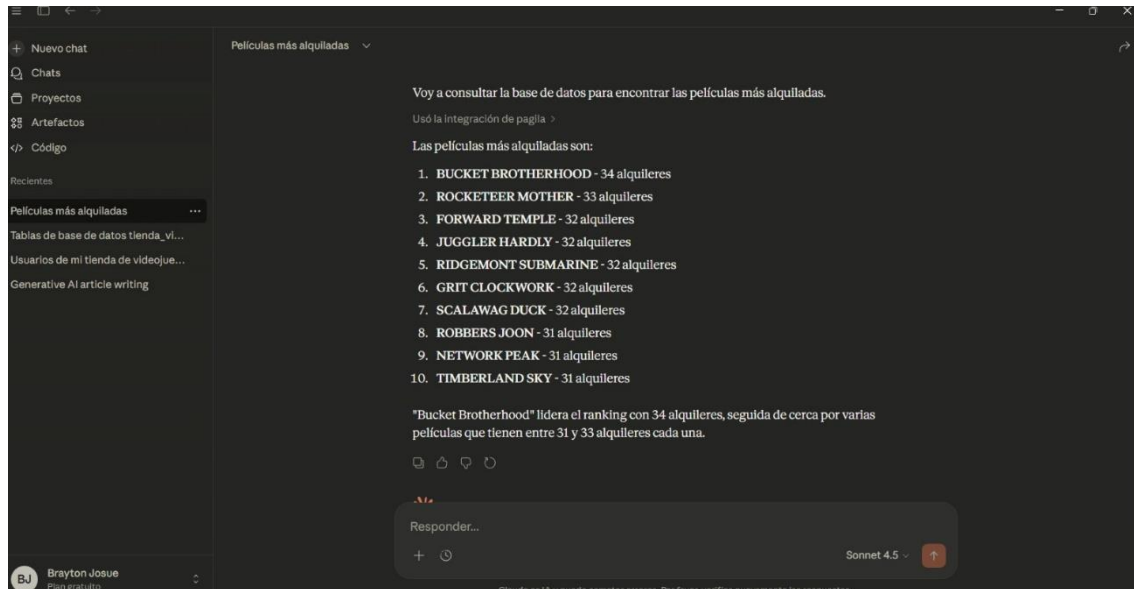 Nuevo chat
Chats
Proyectos
Artefactos
Código
Recientes
Películas más alquiladas
Tablas de base de datos tienda_vi...
Usuarios de mi tienda de videojue...
Generative AI article writing
BJ
Brayton Josue
Plan gratuito
Películas más alquiladas
Voy a consultar la base de datos para encontrar las películas más alquiladas.
Usó la integración de pagila >
Las películas más alquiladas son:
1. BUCKET BROTHERHOOD - 34 alquileres
2. ROCKETEER MOTHER - 33 alquileres
3. FORWARD TEMPLE - 32 alquileres
4. JUGGLER HARDLY - 32 alquileres
5. RIDGEMONT SUBMARINE - 32 alquileres
6. GRIT CLOCKWORK - 32 alquileres
7. SCALAWAG DUCK - 32 alquileres
8. ROBBERS JOON - 31 alquileres
9. NETWORK PEAK - 31 alquileres
10. TIMBERLAND SKY - 31 alquileres
"Bucket Brotherhood" lidera el ranking con 34 alquileres, seguida de cerca por varias
películas que tienen entre 31 y 33 alquileres cada una.
Responder...
Sonnet 4.5